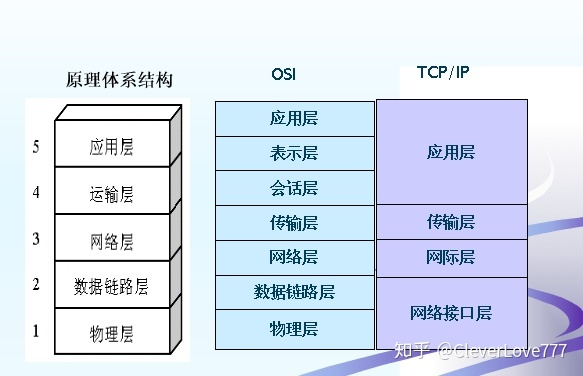 原理体系结构
5 应用层
4 运输层
3 网络层
2 数据链路层
1 物理层
OSI
应用层
表示层
会话层
传输层
网络层
数据链路层
物理层
TCP/IP
应用层
传输层
网际层
网络接口层
知乎 @CleverLove777